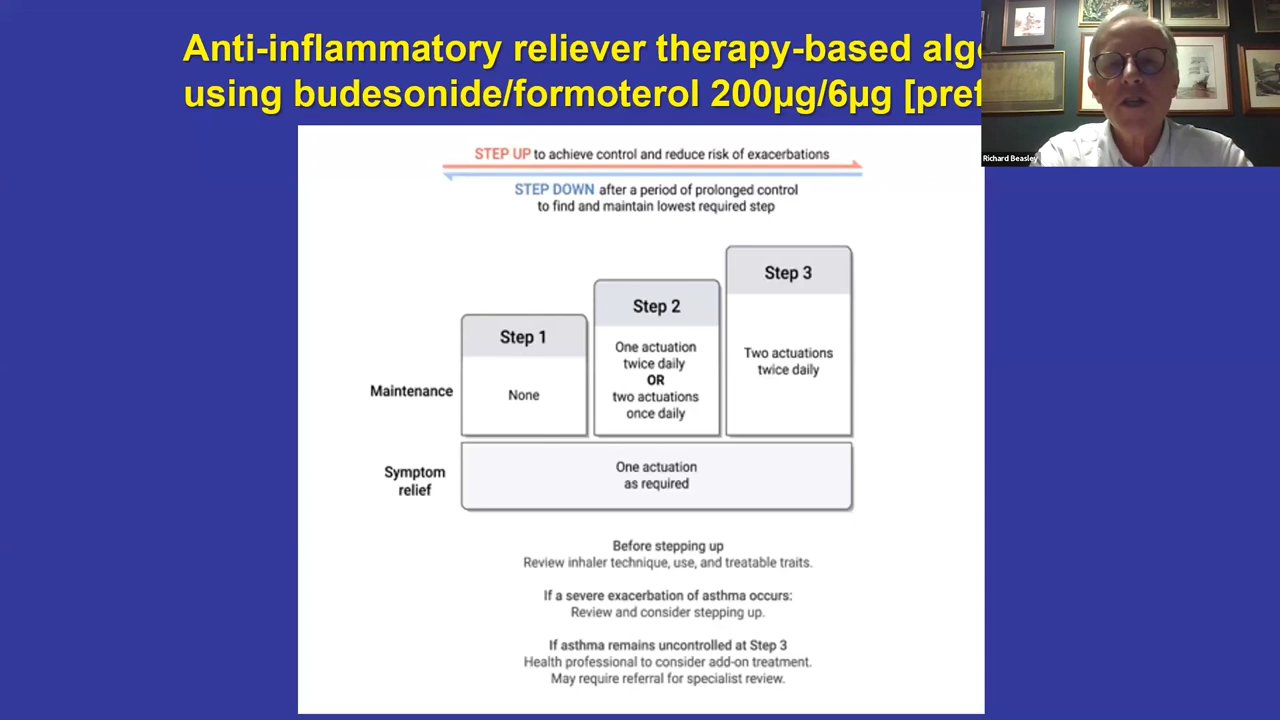 Anti-inflammatory reliever therapy-based
using budesonide/formoterol 200µg/6µg
Richard Beasley
STEP UP to achieve control and reduce risk of exacerbations
STEP DOWN after a period of prolonged control
to find and maintain lowest required step
Step 1
Step 2
Step 3
Maintenance
None
One actuation
twice daily
OR
two actuations
once daily
Two actuations
twice daily
Symptom
relief
One actuation
as required
Before stepping up
Review inhaler technique, use, and treatable traits.
If a severe exacerbation of asthma occurs:
Review and consider stepping up.
If asthma remains uncontrolled at Step 3
Health professional to consider add-on treatment.
May require referral for specialist review.